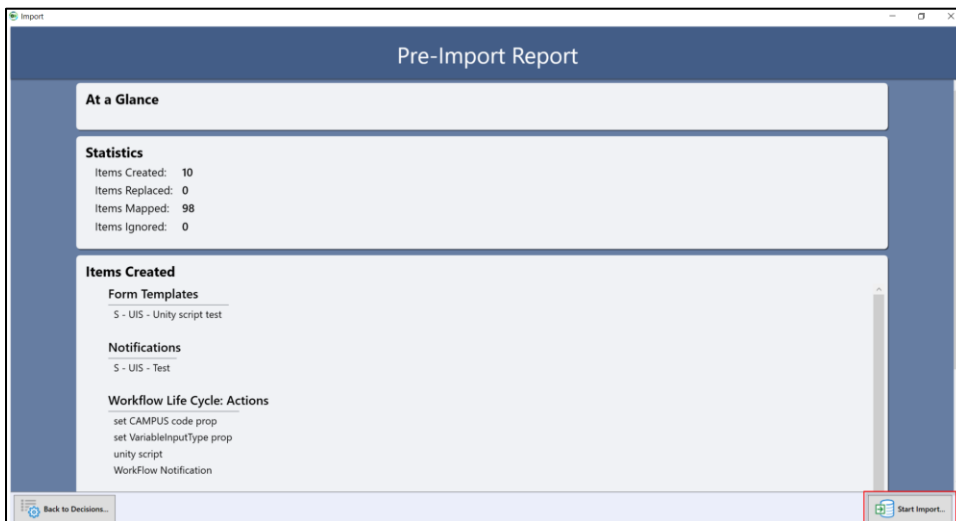 Import
Pre-Import Report
At a Glance
Statistics
Items Created: 10
Items Replaced: 0
Items Mapped: 98
Items Ignored: 0
Items Created
Form Templates
S - UIS - Unity script test
Notifications
S - UIS - Test
Workflow Life Cycle: Actions
set CAMPUS code prop
set VariableInputType prop
unity script
WorkFlow Notification
Back to Decisions...
Start Import...